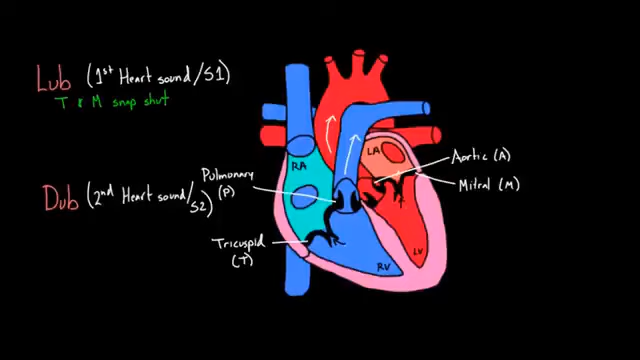 Lub (1st Heart sound/S1)
T & M snap shut
Dub (2nd Heart sound/
S2)
Pulmonary
(P)
Tricuspid
(T)
RA
LA
RV
LV
Aortic (A)
Mitral (M)